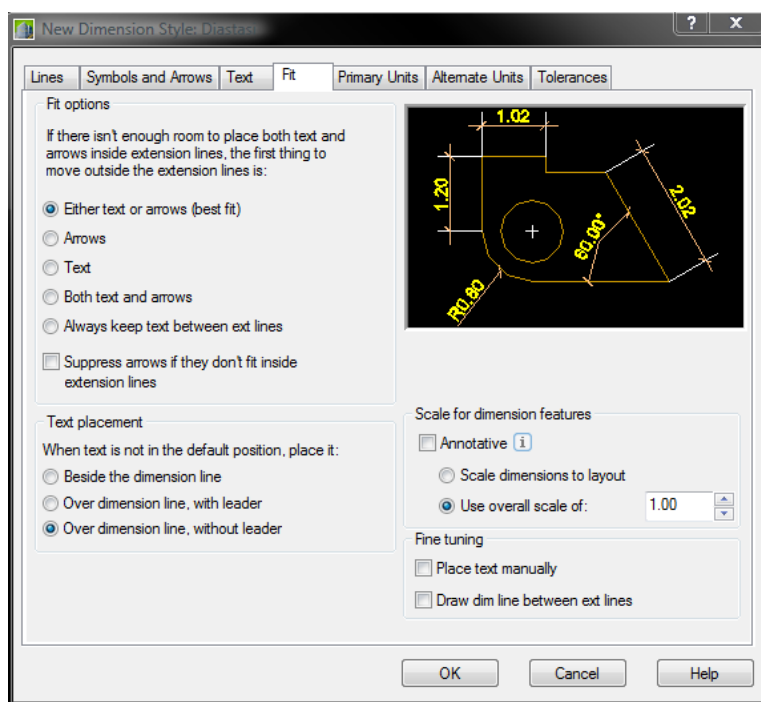 New Dimension Style: Diastasi
? x
Lines Symbols and Arrows Text Fit Primary Units Alternate Units Tolerances
Fit options
If there isn't enough room to place both text and
arrows inside extension lines, the first thing to
move outside the extension lines is:
Either text or arrows (best fit)
Arrows
Text
Both text and arrows
Always keep text between ext lines
Suppress arrows if they don't fit inside
extension lines
Text placement
When text is not in the default position, place it:
Beside the dimension line
Over dimension line, with leader
Over dimension line, without leader
1.02
1.20
2.02
60.00°
R0.80
Scale for dimension features
Annotative i
Scale dimensions to layout
Use overall scale of: 1.00
Fine tuning
Place text manually
Draw dim line between ext lines
OK Cancel Help